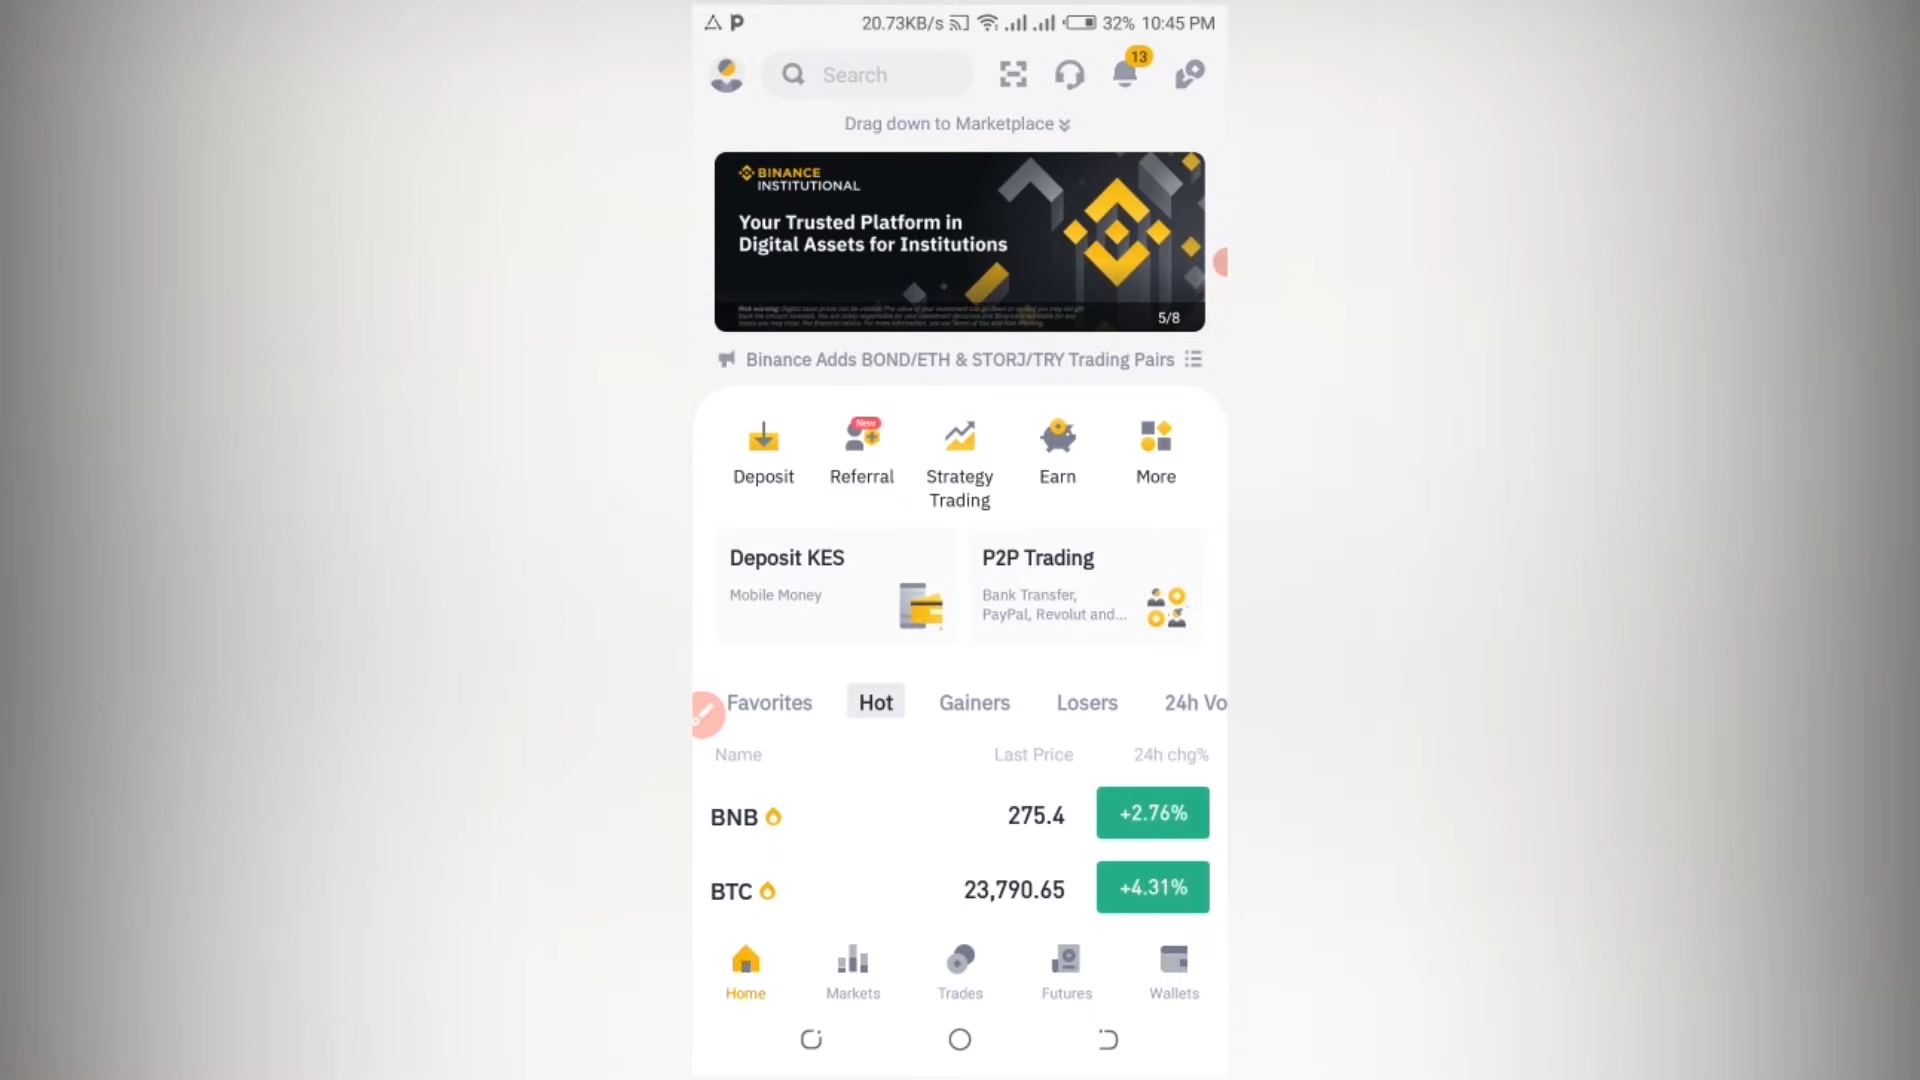 20.73KB/s 32% 10:45 PM
Search
13
Drag down to Marketplace
BINANCE
INSTITUTIONAL
Your Trusted Platform in
Digital Assets for Institutions
5/8
Binance Adds BOND/ETH & STORJ/TRY Trading Pairs
New
Deposit Referral Strategy Trading Earn More
Deposit KES
Mobile Money
P2P Trading
Bank Transfer,
PayPal, Revolut and...
Favorites Hot Gainers Losers 24h Vo
Name Last Price 24h chg%
BNB 275.4 +2.76%
BTC 23,790.65 +4.31%
Home Markets Trades Futures Wallets